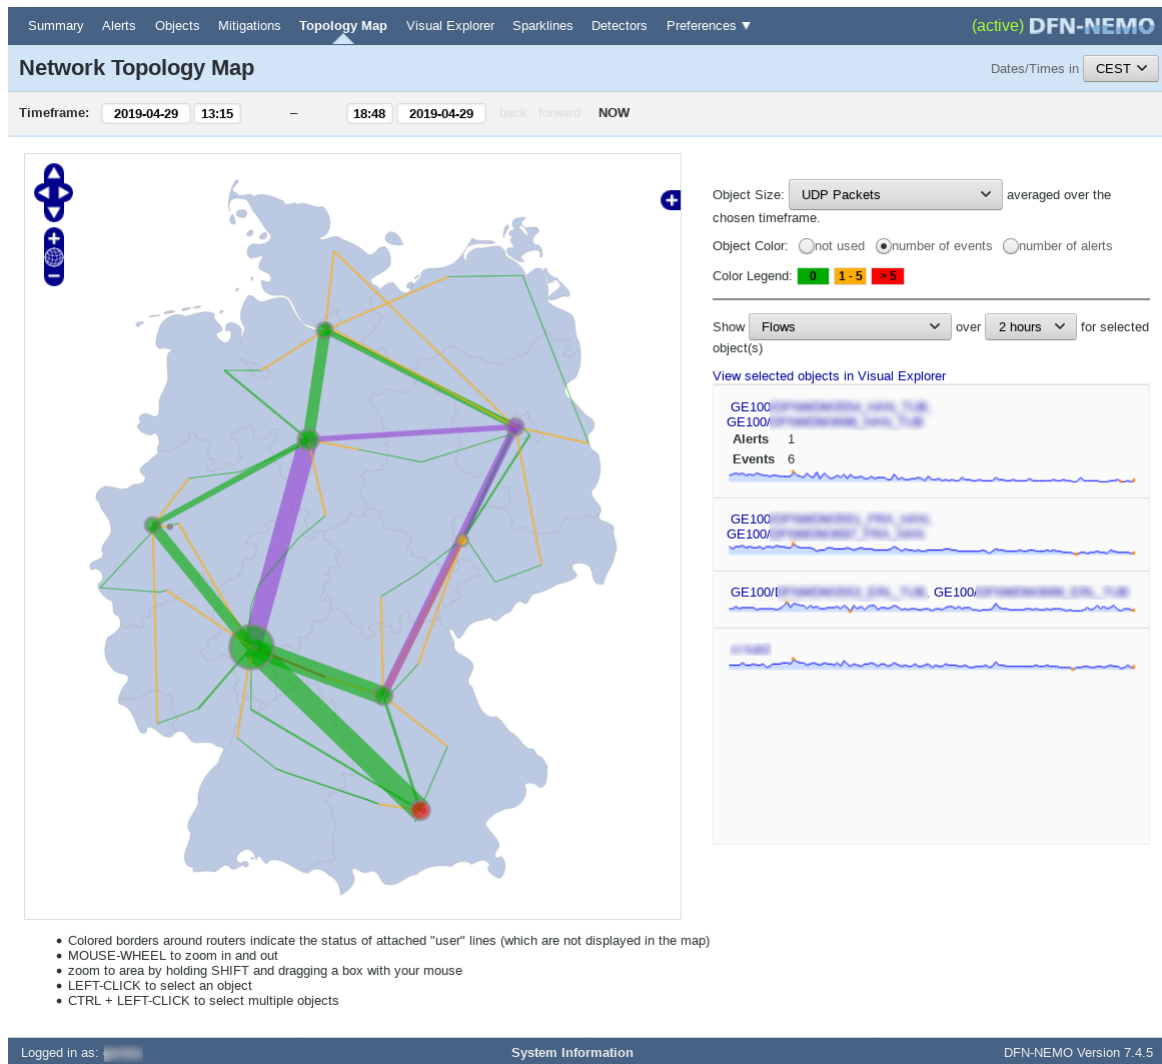 Summary Alerts Objects Mitigations Topology Map Visual Explorer Sparklines Detectors Preferences ▼ (active) DFN-NEMO
Network Topology Map Dates/Times in CEST
Timeframe: 2019-04-29 13:15 – 18:48 2019-04-29 back forward NOW
Object Size: UDP Packets averaged over the
chosen timeframe.
Object Color: not used number of events number of alerts
Color Legend: 0 1 - 5 > 5
Show Flows over 2 hours for selected
object(s)
View selected objects in Visual Explorer
GE100
GE100/
Alerts 1
Events 6
GE100
GE100/
GE100/ GE100/
• Colored borders around routers indicate the status of attached "user" lines (which are not displayed in the map)
• MOUSE-WHEEL to zoom in and out
• zoom to area by holding SHIFT and dragging a box with your mouse
• LEFT-CLICK to select an object
• CTRL + LEFT-CLICK to select multiple objects
Logged in as: System Information DFN-NEMO Version 7.4.5